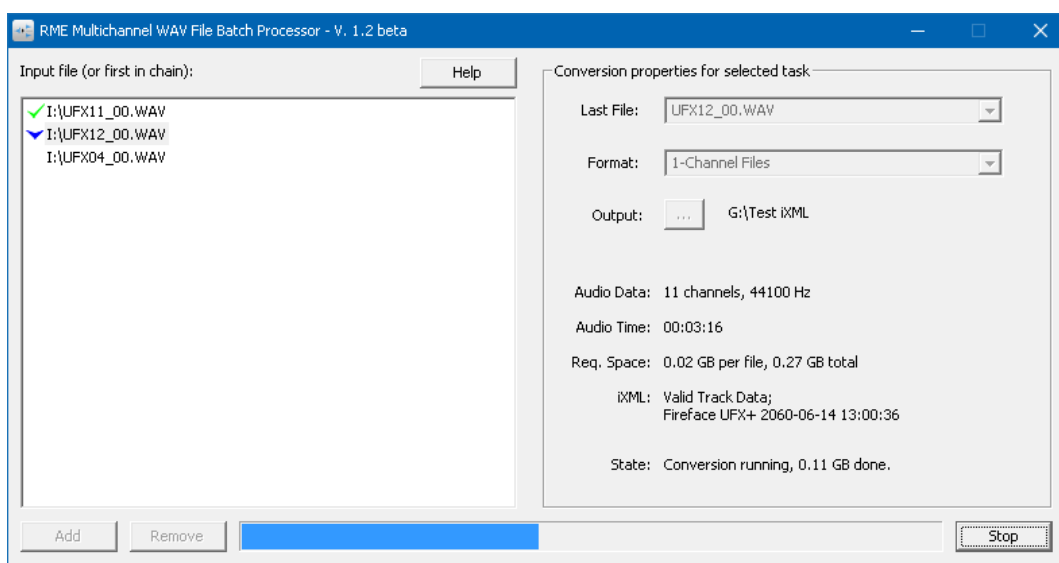 RME Multichannel WAV File Batch Processor - V. 1.2 beta
Input file (or first in chain):
Help
I:\UFX11_00.WAV
I:\UFX12_00.WAV
I:\UFX04_00.WAV
Conversion properties for selected task
Last File: UFX12_00.WAV
Format: 1-Channel Files
Output: ... G:\Test iXML
Audio Data: 11 channels, 44100 Hz
Audio Time: 00:03:16
Req. Space: 0.02 GB per file, 0.27 GB total
iXML: Valid Track Data;
Fireface UFX+ 2060-06-14 13:00:36
State: Conversion running, 0.11 GB done.
Add
Remove
Stop